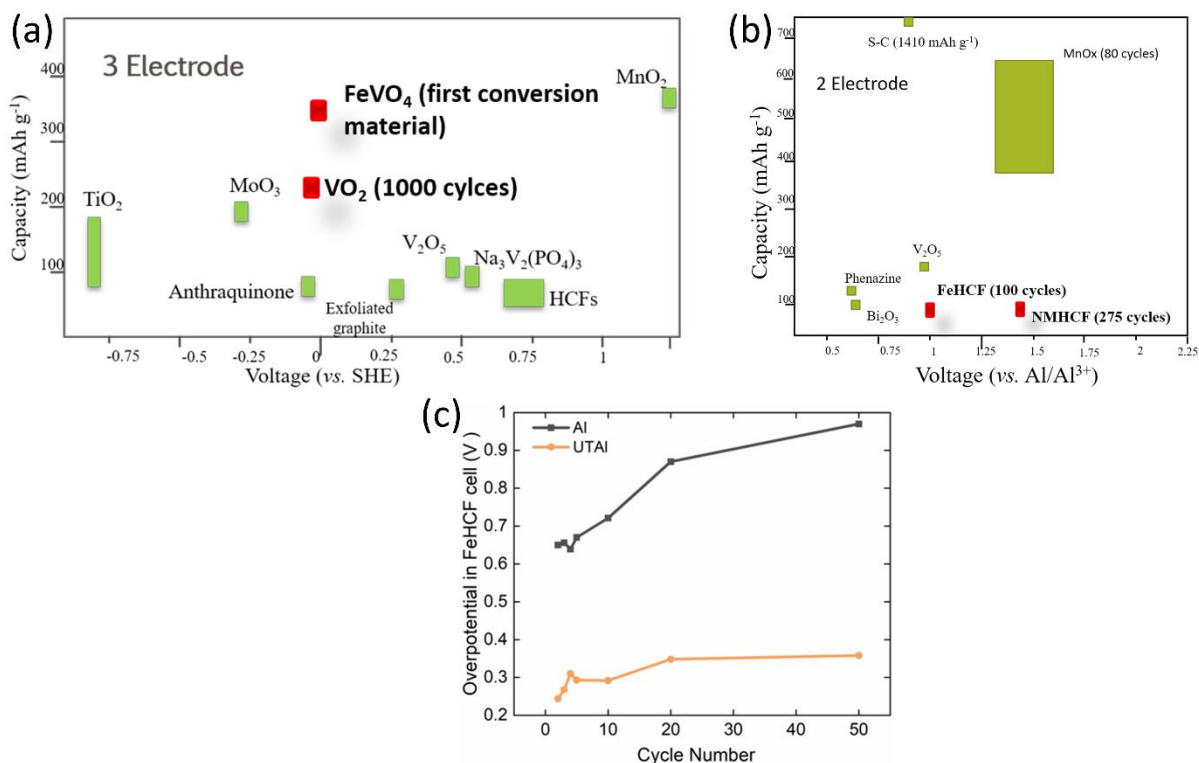 (a)
3 Electrode
Capacity (mAh g⁻¹)
400
300
200
100
TiO₂
MoO₃
FeVO₄ (first conversion
material)
VO₂ (1000 cylces)
MnO₂
V₂O₅
Na₃V₂(PO₄)₃
Anthraquinone
Exfoliated
graphite
HCFs
-0.75 -0.5 -0.25 0 0.25 0.5 0.75 1
Voltage (vs. SHE)
(b)
2 Electrode
Capacity (mAh g⁻¹)
700
600
500
400
300
200
100
S-C (1410 mAh g⁻¹)
MnOx (80 cycles)
V₂O₅
Phenazine
Bi₂O₃
FeHCF (100 cycles)
NMHCF (275 cycles)
0.5 0.75 1 1.25 1.5 1.75 2 2.25
Voltage (vs. Al/Al³⁺)
(c)
Al
UTAl
Overpotential in FeHCF cell (V)
1
0.9
0.8
0.7
0.6
0.5
0.4
0.3
0.2
0 10 20 30 40 50
Cycle Number